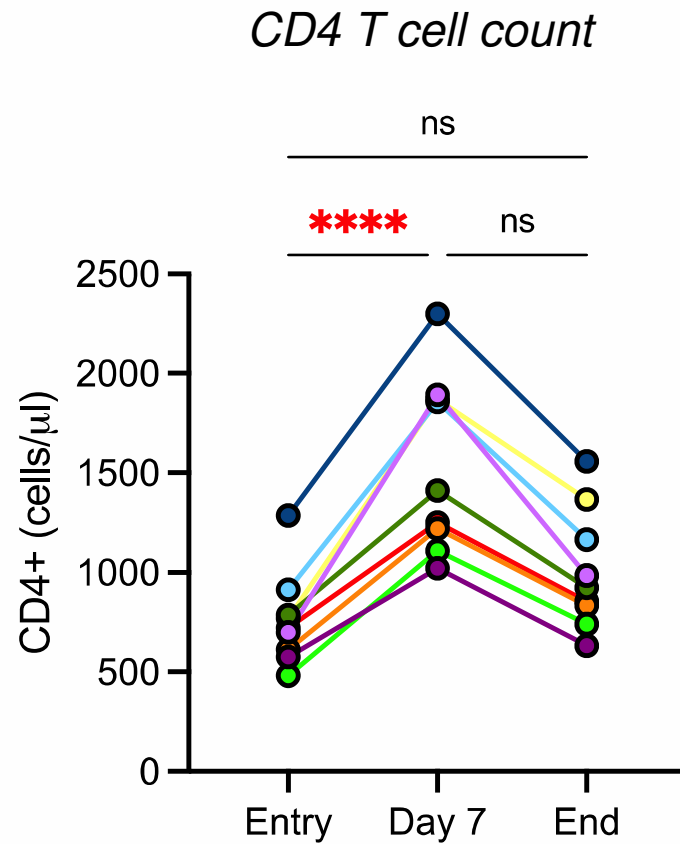 CD4 T cell count
ns
**** ns
2500
2000
1500
1000
500
0
CD4+ (cells/μl)
Entry Day 7 End